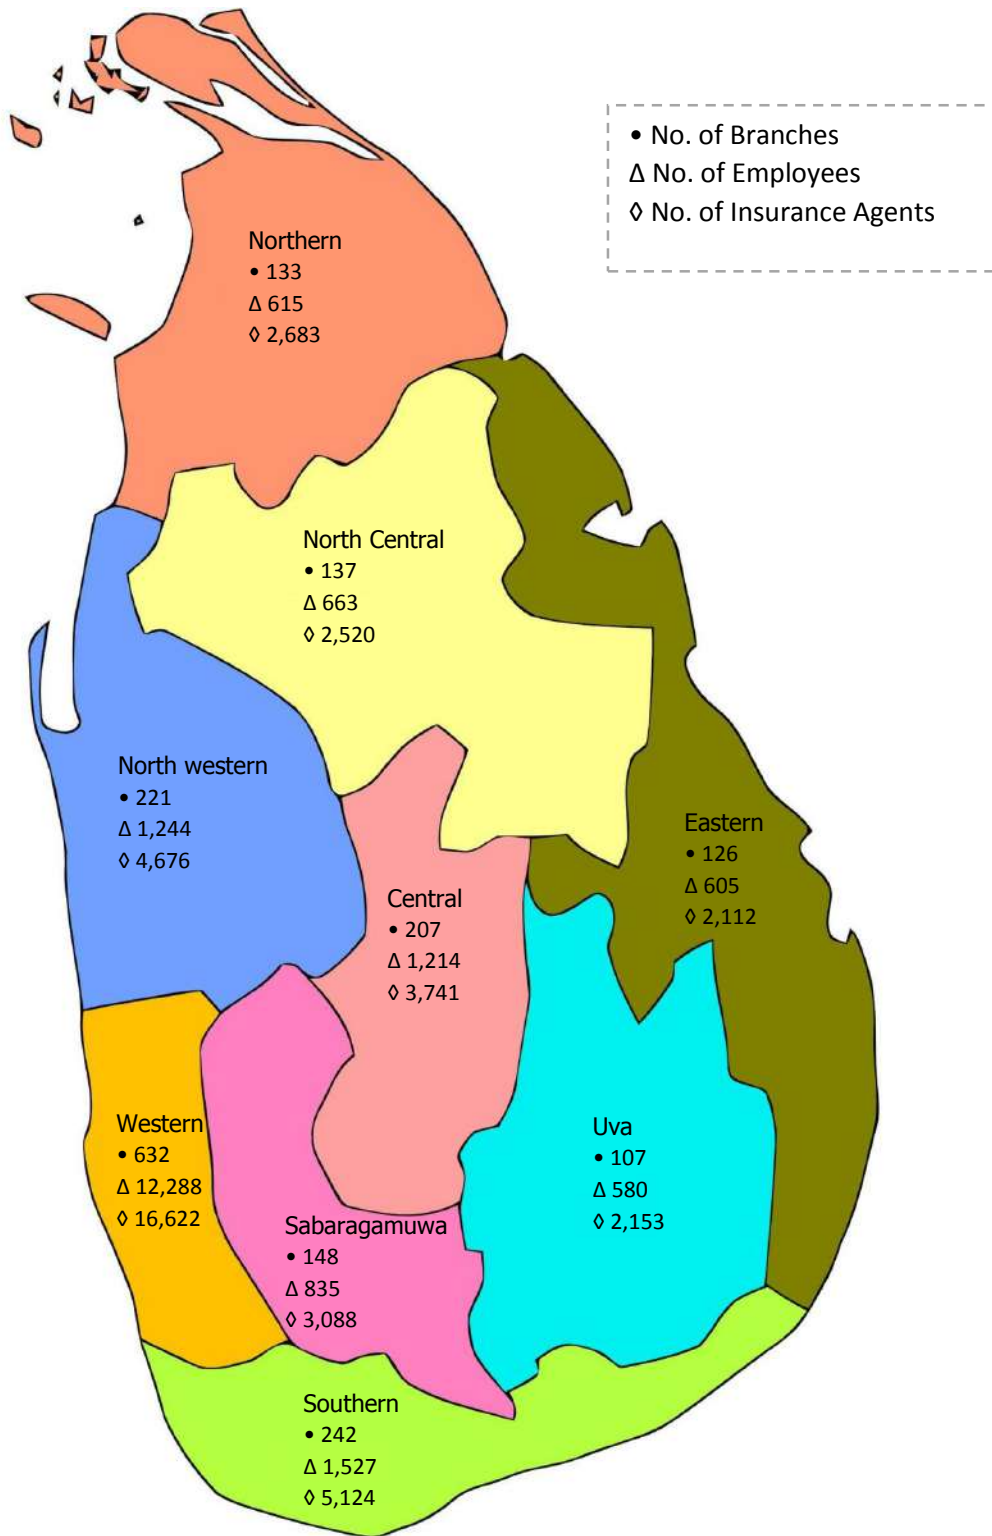 • No. of Branches
Δ No. of Employees
◊ No. of Insurance Agents
Northern
• 133
Δ 615
◊ 2,683
North Central
• 137
Δ 663
◊ 2,520
North western
• 221
Δ 1,244
◊ 4,676
Eastern
• 126
Δ 605
◊ 2,112
Central
• 207
Δ 1,214
◊ 3,741
Western
• 632
Δ 12,288
◊ 16,622
Uva
• 107
Δ 580
◊ 2,153
Sabaragamuwa
• 148
Δ 835
◊ 3,088
Southern
• 242
Δ 1,527
◊ 5,124